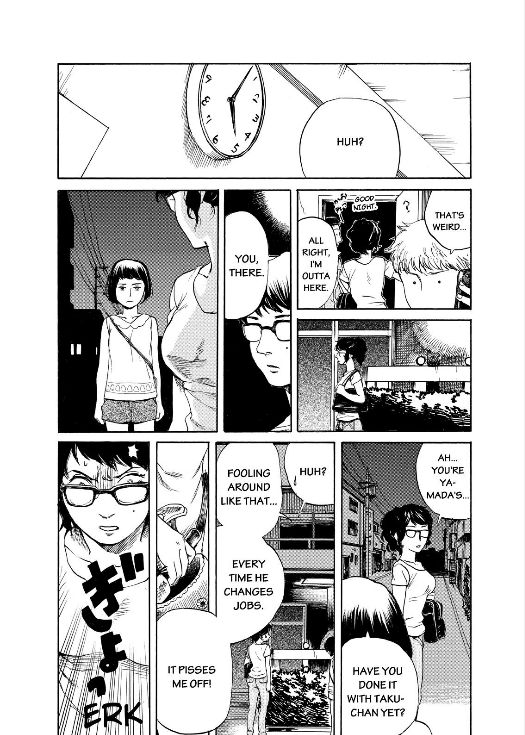 HUH?
THAT'S
WEIRD...
?
GOOD
NIGHT.
ALL
RIGHT,
I'M
OUTTA
HERE.
YOU,
THERE.
AH...
YOU'RE
YA-
MADA'S...
HAVE YOU
DONE IT
WITH TAKU-
CHAN YET?
HUH?
FOOLING
AROUND
LIKE THAT...
EVERY
TIME HE
CHANGES
JOBS.
IT PISSES
ME OFF!
ぎょっ
ERK